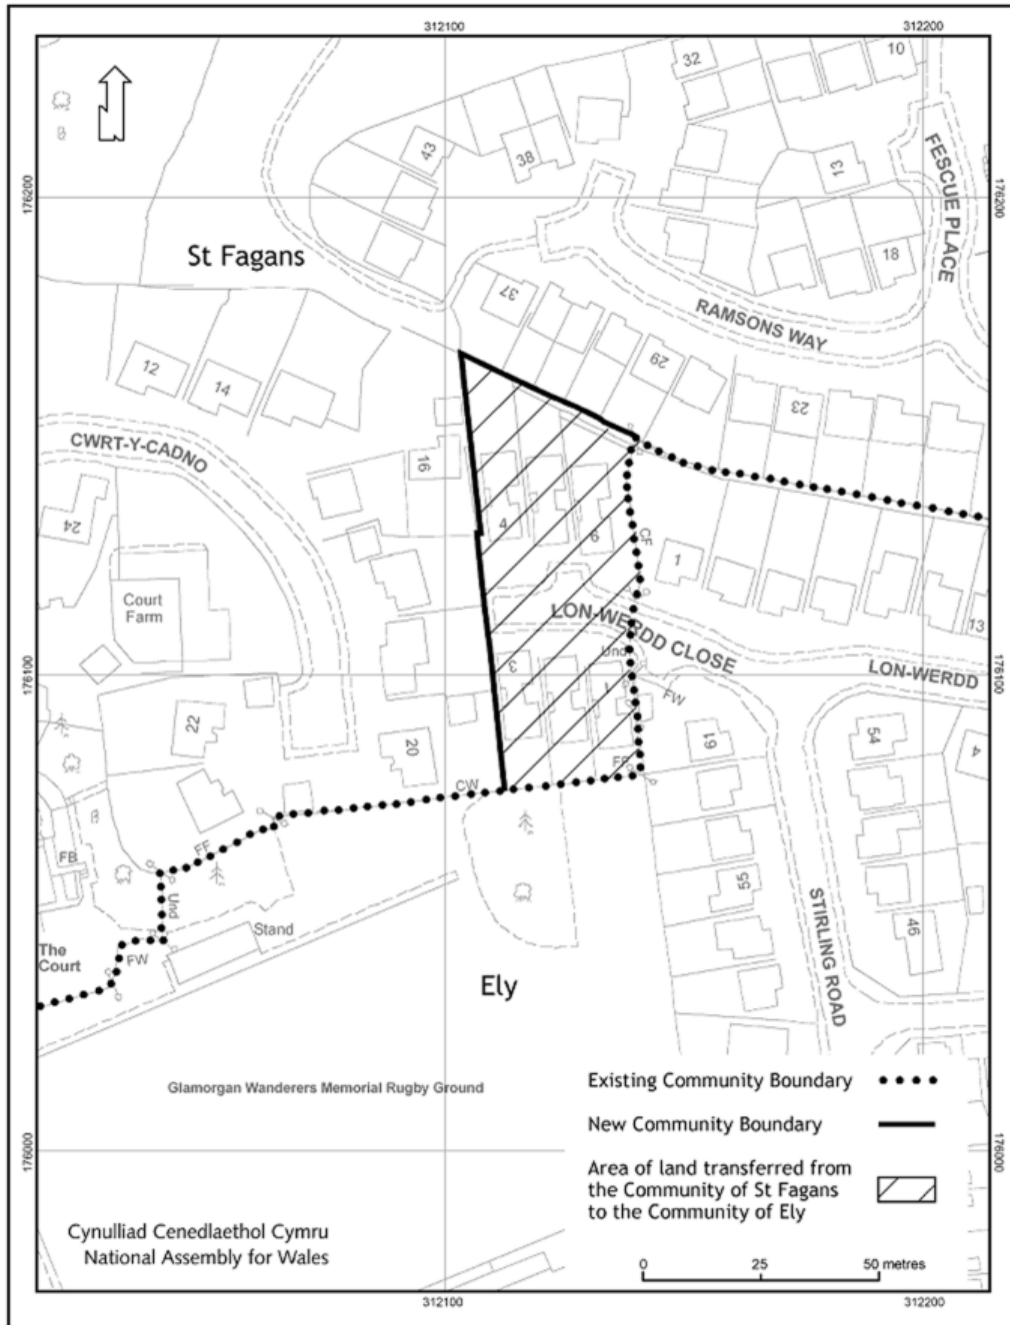 312100
312200
32
10
43
38
13
FESCUE PLACE
176200
176200
St Fagans
18
37
RAMSONS WAY
12
14
29
23
CWRT-Y-CADNO
16
24
4
6
CF
1
Court
Farm
LON-WERDD CLOSE
13
Und
3
176100
176100
LON-WERDD
FW
22
20
61
54
4
CW
FF
FF
FB
Und
55
STIRLING ROAD
Stand
46
The
Court
FW
Ely
Existing Community Boundary
Glamorgan Wanderers Memorial Rugby Ground
New Community Boundary
176000
176000
Area of land transferred from
the Community of St Fagans
to the Community of Ely
Cynulliad Cenedlaethol Cymru
National Assembly for Wales
0 25 50 metres
312100
312200